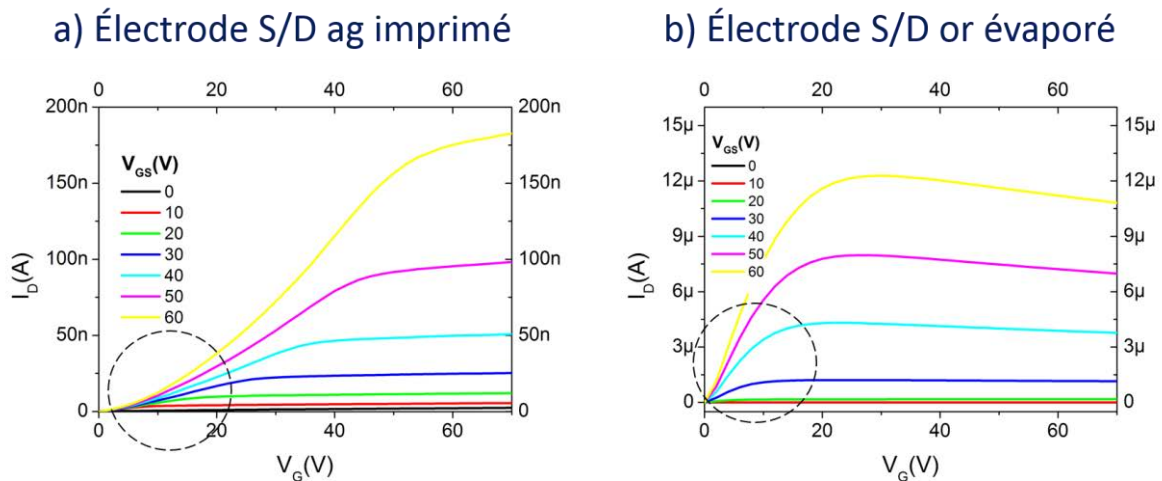 a) Électrode S/D ag imprimé
0 20 40 60
200n 200n
150n 150n
100n 100n
50n 50n
0 0
0 20 40 60
I_D(A)
V_G(V)
V_GS(V)
0
10
20
30
40
50
60
b) Électrode S/D or évaporé
0 20 40 60
15µ 15µ
12µ 12µ
9µ 9µ
6µ 6µ
3µ 3µ
0 0
0 20 40 60
I_D(A)
V_G(V)
V_GS(V)
0
10
20
30
40
50
60